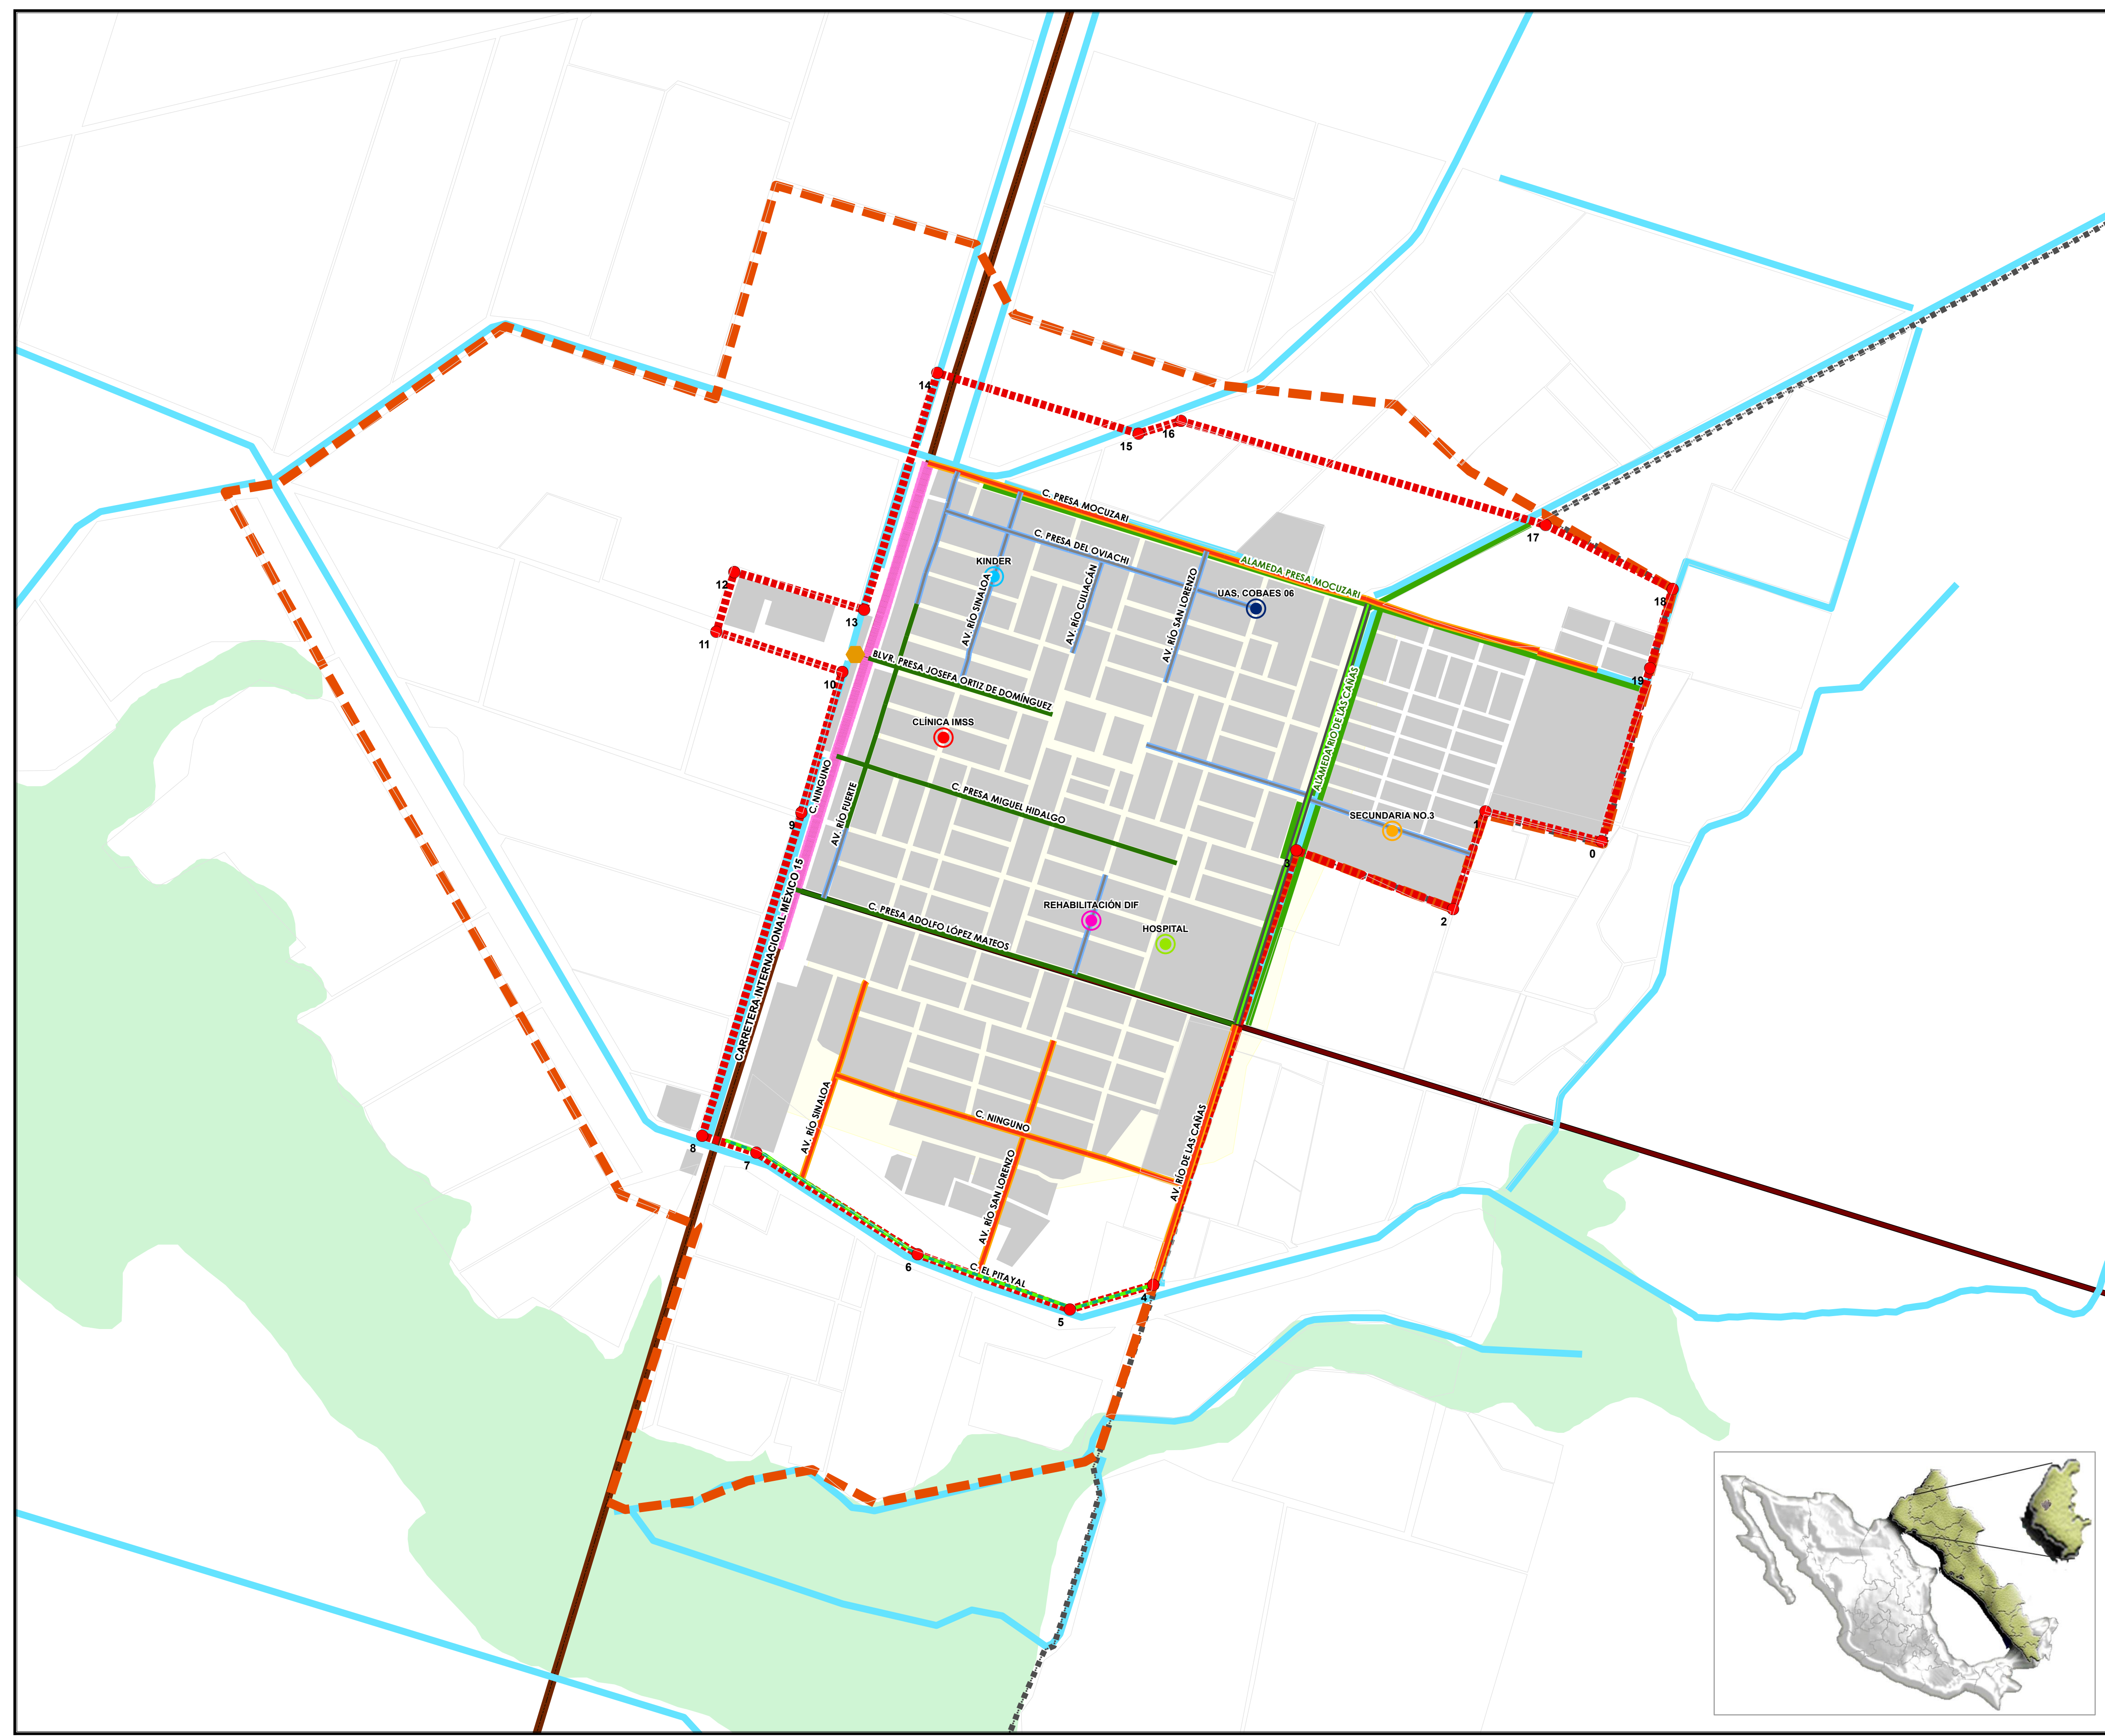 14
15
16
C. PRESA MOCUZARI
17
C. PRESA DEL OVIACHI
KINDER
ALAMEDA PRESA MOCUZARI
12
UAS, COBAES 06
18
AV. RÍO SINALOA
AV. RÍO CULIACÁN
AV. RÍO SAN LORENZO
13
11
BLVR. PRESA JOSEFA ORTIZ DE DOMÍNGUEZ
10
19
CLÍNICA IMSS
ALAMEDA RIO DE LAS CAÑAS
C. NINGUNO
C. PRESA MIGUEL HIDALGO
AV. RÍO FUERTE
SECUNDARIA NO.3
9
1
0
3
REHABILITACIÓN DIF
C. PRESA ADOLFO LÓPEZ MATEOS
HOSPITAL
2
CARRETERA INTERNACIONAL MÉXICO 15
C. NINGUNO
AV. RÍO SINALOA
AV. RÍO DE LAS CAÑAS
8
7
AV. RÍO SAN LORENZO
6
C. EL PITAYAL
4
5